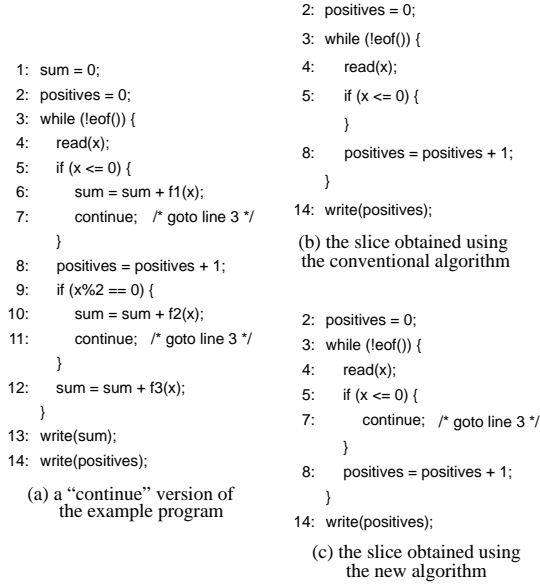 1: sum = 0;
2: positives = 0;
3: while (!eof()) {
4: read(x);
5: if (x <= 0) {
6: sum = sum + f1(x);
7: continue; /* goto line 3 */
}
8: positives = positives + 1;
9: if (x%2 == 0) {
10: sum = sum + f2(x);
11: continue; /* goto line 3 */
}
12: sum = sum + f3(x);
}
13: write(sum);
14: write(positives);
(a) a “continue” version of
the example program
2: positives = 0;
3: while (!eof()) {
4: read(x);
5: if (x <= 0) {
}
8: positives = positives + 1;
}
14: write(positives);
(b) the slice obtained using
the conventional algorithm
2: positives = 0;
3: while (!eof()) {
4: read(x);
5: if (x <= 0) {
7: continue; /* goto line 3 */
}
8: positives = positives + 1;
}
14: write(positives);
(c) the slice obtained using
the new algorithm